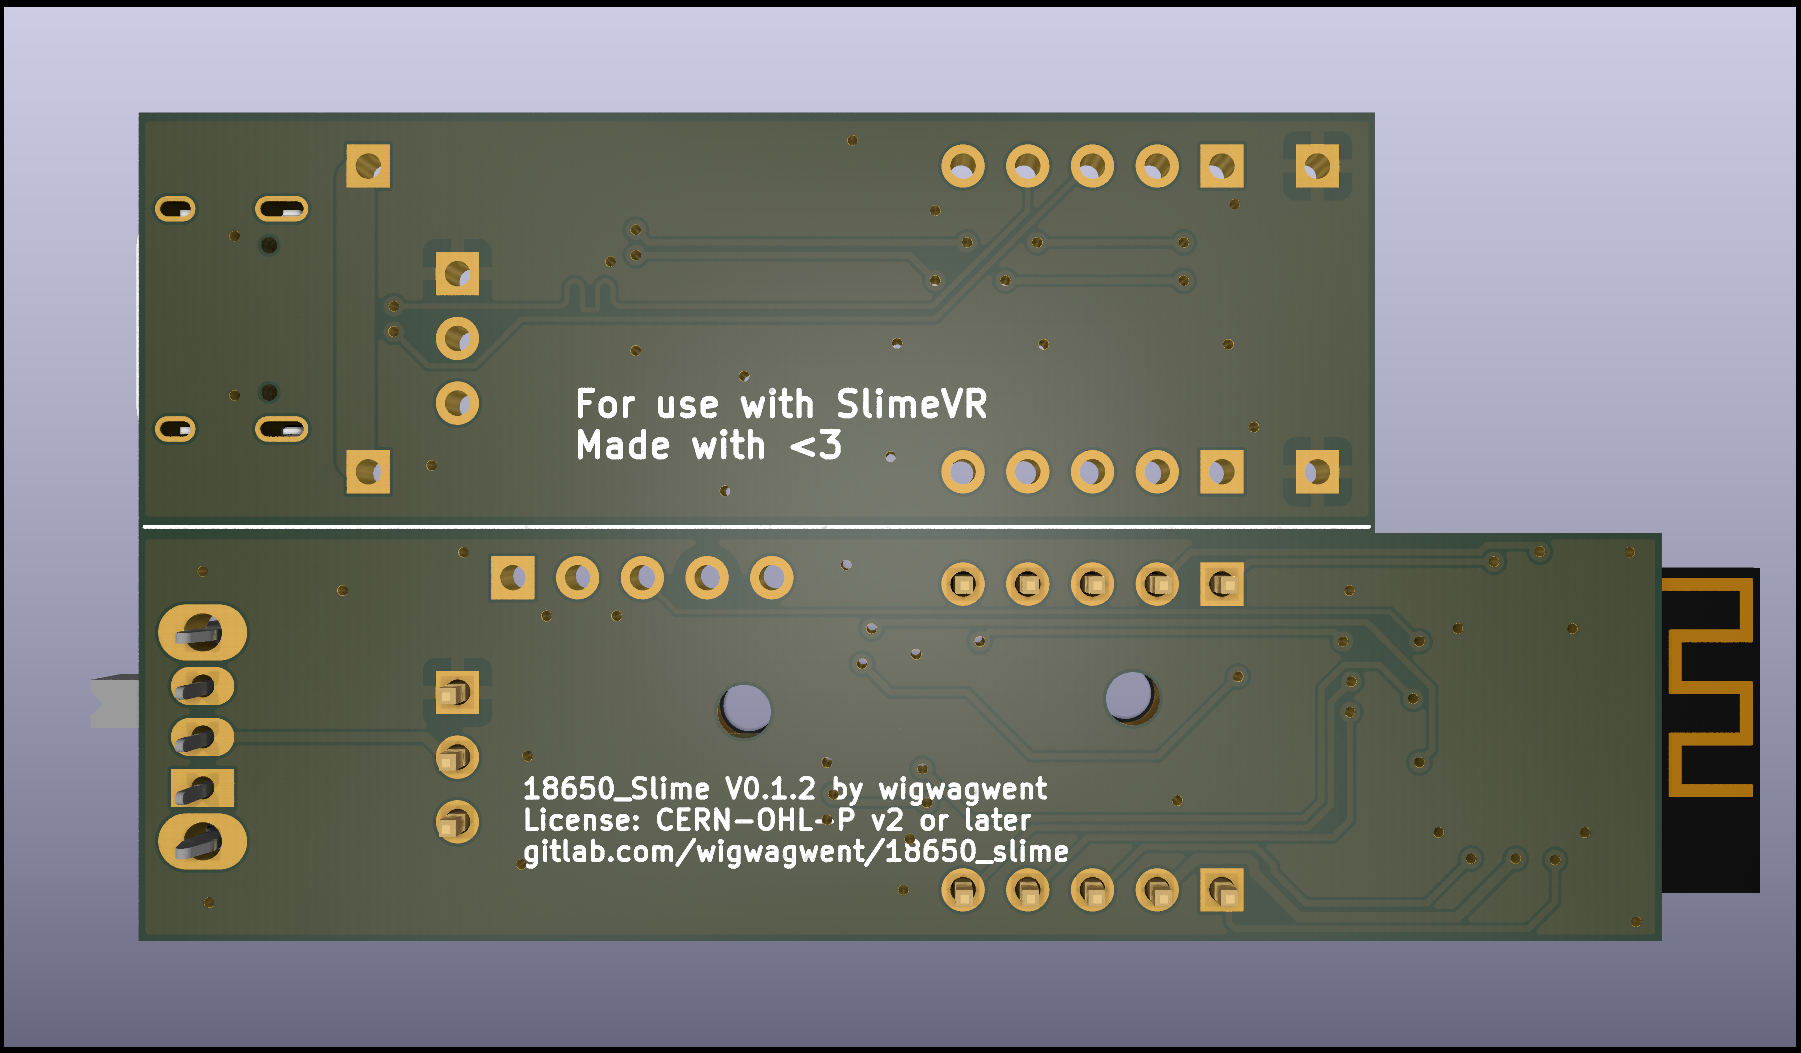 For use with SlimeVR
Made with <3
18650_Slime V0.1.2 by wigwagwent
License: CERN-OHL-P v2 or later
gitlab.com/wigwagwent/18650_slime